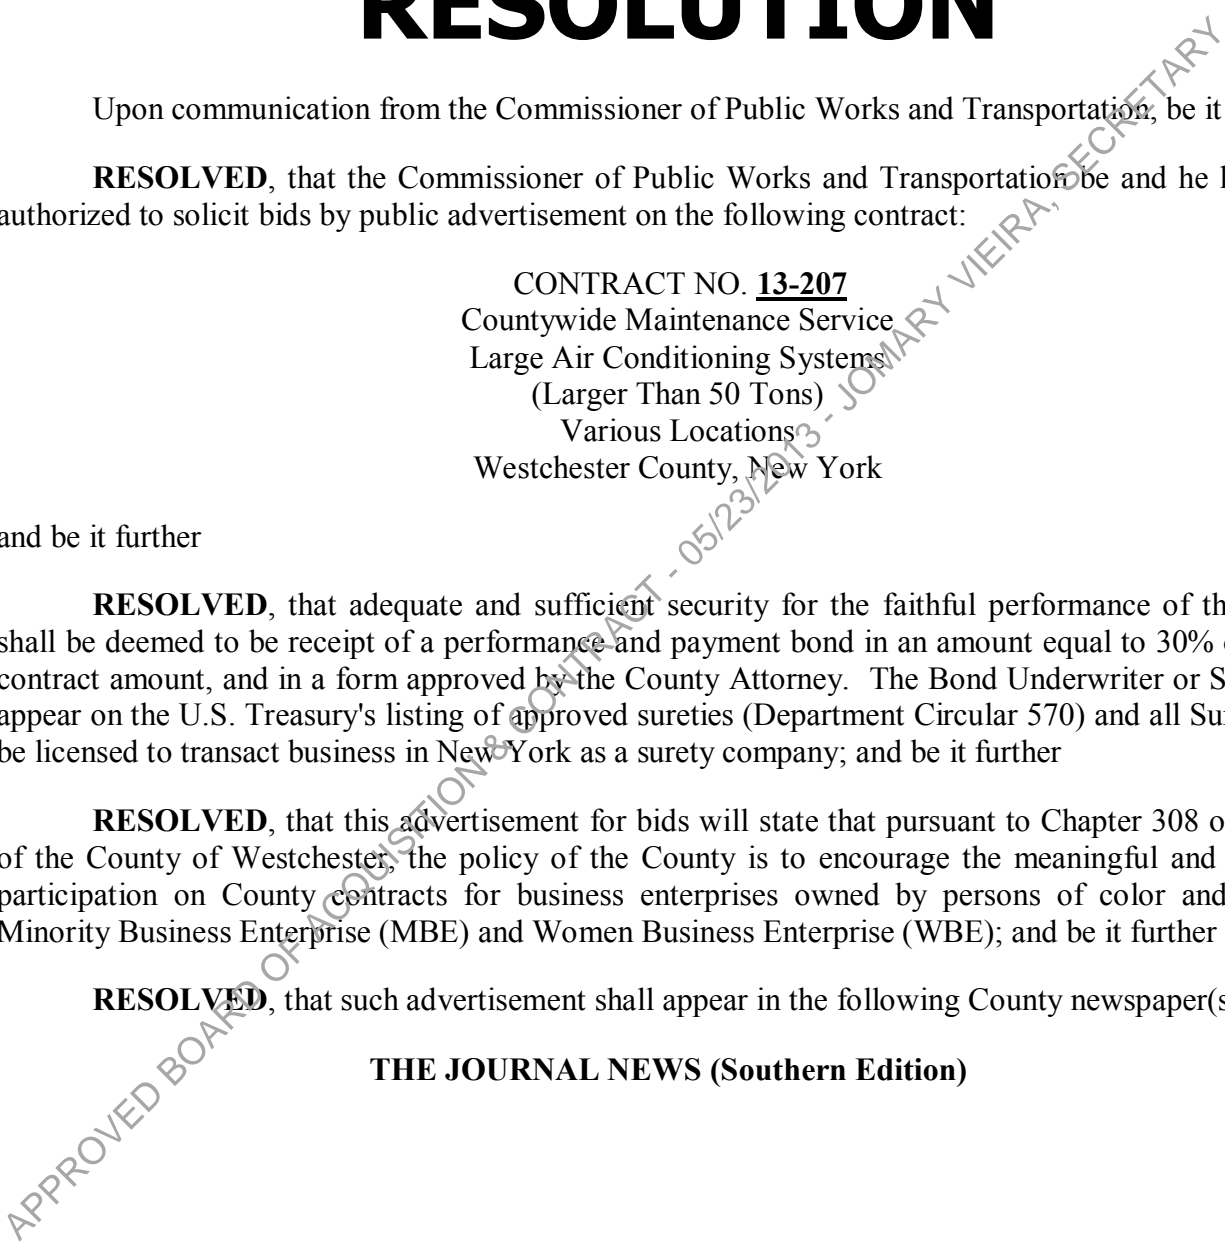 RESOLUTION
Upon communication from the Commissioner of Public Works and Transportation, be it
RESOLVED, that the Commissioner of Public Works and Transportation be and he
authorized to solicit bids by public advertisement on the following contract:
CONTRACT NO. 13-207
Countywide Maintenance Service
Large Air Conditioning Systems
(Larger Than 50 Tons)
Various Locations
Westchester County, New York
and be it further
RESOLVED, that adequate and sufficient security for the faithful performance of
shall be deemed to be receipt of a performance and payment bond in an amount equal to 30%
contract amount, and in a form approved by the County Attorney. The Bond Underwriter or
appear on the U.S. Treasury's listing of approved sureties (Department Circular 570) and all
be licensed to transact business in New York as a surety company; and be it further
RESOLVED, that this advertisement for bids will state that pursuant to Chapter 308
of the County of Westchester, the policy of the County is to encourage the meaningful and
participation on County contracts for business enterprises owned by persons of color and
Minority Business Enterprise (MBE) and Women Business Enterprise (WBE); and be it further
RESOLVED, that such advertisement shall appear in the following County newspaper(s
THE JOURNAL NEWS (Southern Edition)
APPROVED BOARD OF ACQUISITION & CONTRACT - 05/23/2013 - JOMARY VIEIRA, SECRETARY